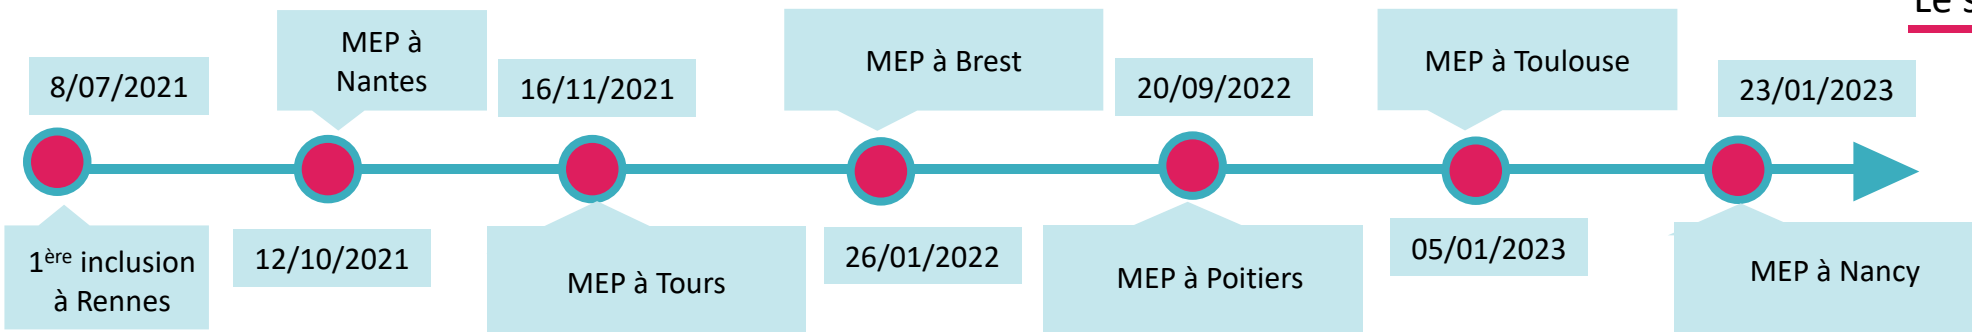 Le s
8/07/2021
1ère inclusion
à Rennes
MEP à
Nantes
12/10/2021
16/11/2021
MEP à Tours
MEP à Brest
26/01/2022
20/09/2022
MEP à Poitiers
MEP à Toulouse
05/01/2023
23/01/2023
MEP à Nancy